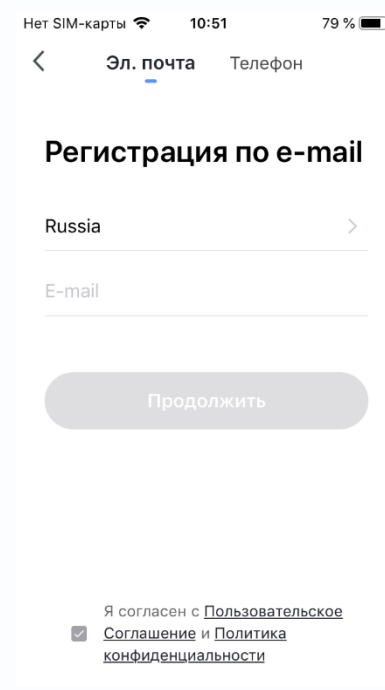 Нет SIM-карты 10:51 79 %
Эл. почта Телефон
Регистрация по e-mail
Russia
E-mail
Продолжить
Я согласен с Пользовательское
Соглашение и Политика
конфиденциальности